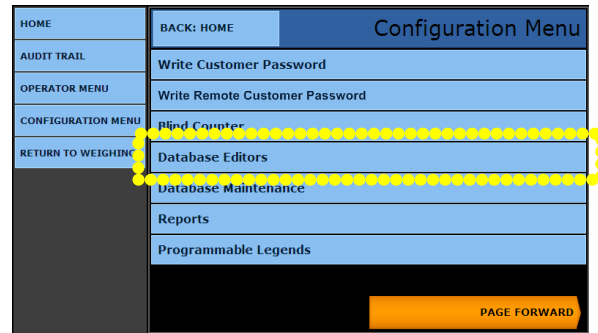 HOME
AUDIT TRAIL
OPERATOR MENU
CONFIGURATION MENU
RETURN TO WEIGHING
BACK: HOME
Configuration Menu
Write Customer Password
Write Remote Customer Password
Blind Counter
Database Editors
Database Maintenance
Reports
Programmable Legends
PAGE FORWARD